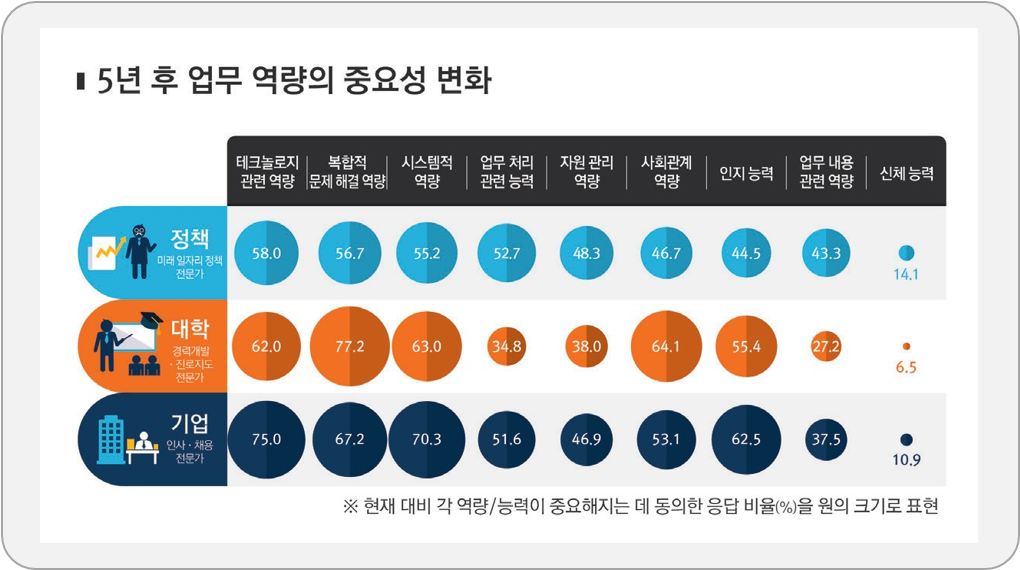 5년 후 업무 역량의 중요성 변화
테크놀로지 관련 역량
복합적 문제 해결 역량
시스템적 역량
업무 처리 관련 능력
자원 관리 역량
사회관계 역량
인지 능력
업무 내용 관련 역량
신체 능력
정책
미래 일자리 정책
전문가
58.0 56.7 55.2 52.7 48.3 46.7 44.5 43.3 14.1
대학
경력개발
·진로지도
전문가
62.0 77.2 63.0 34.8 38.0 64.1 55.4 27.2 6.5
기업
인사·채용
전문가
75.0 67.2 70.3 51.6 46.9 53.1 62.5 37.5 10.9
※ 현재 대비 각 역량/능력이 중요해지는 데 동의한 응답 비율(%)을 원의 크기로 표현